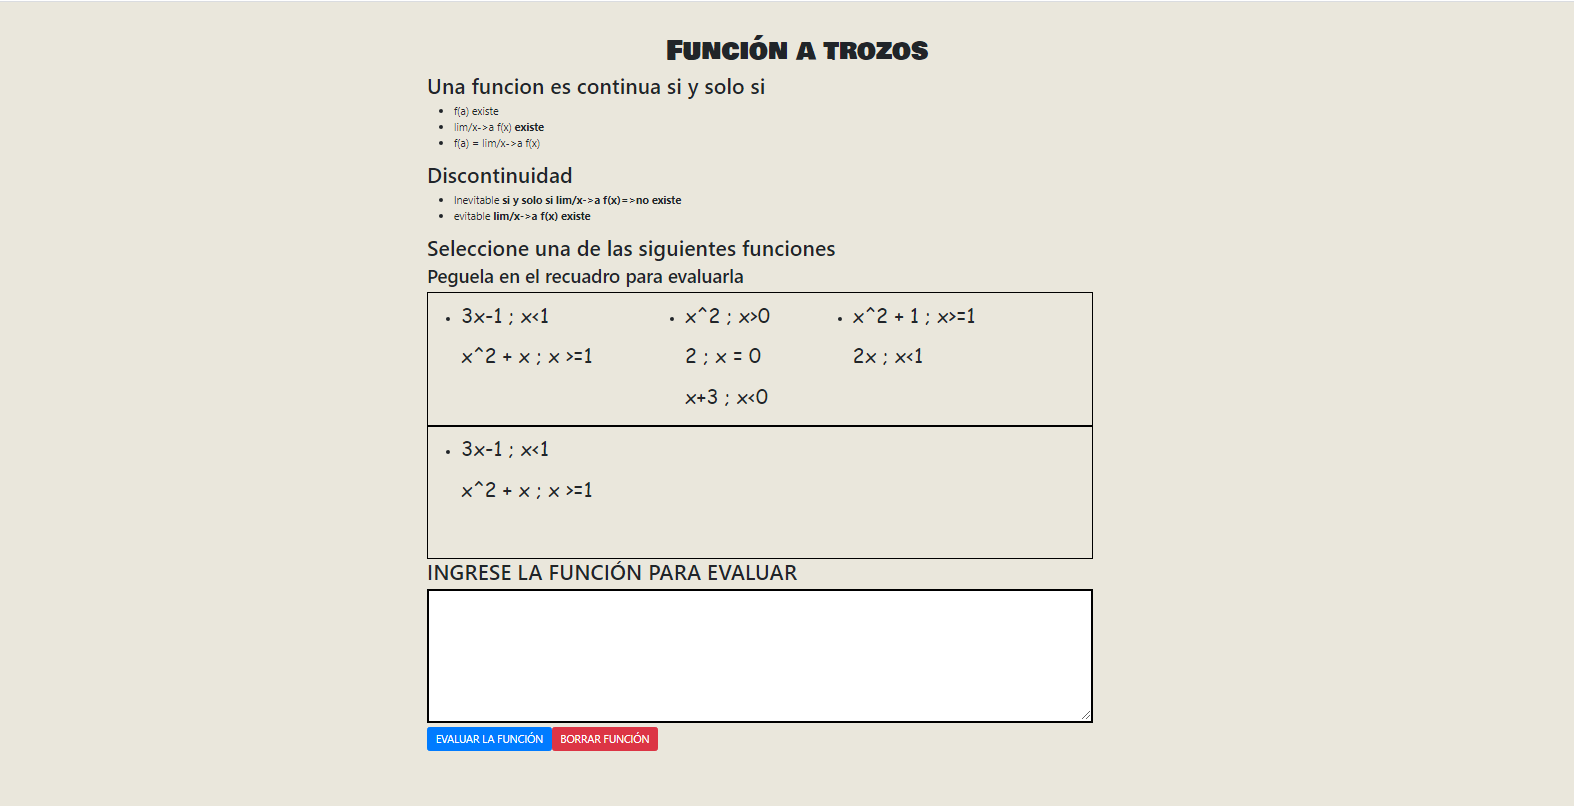 Función a trozos
Una funcion es continua si y solo si
f(a) existe
lim/x->a f(x) existe
f(a) = lim/x->a f(x)
Discontinuidad
Inevitable si y solo si lim/x->a f(x)=>no existe
evitable lim/x->a f(x) existe
Seleccione una de las siguientes funciones
Peguela en el recuadro para evaluarla
3x-1 ; x<1
x^2 + x ; x >=1
x^2 ; x>0
2 ; x = 0
x+3 ; x<0
x^2 + 1 ; x>=1
2x ; x<1
3x-1 ; x<1
x^2 + x ; x >=1
INGRESE LA FUNCIÓN PARA EVALUAR
EVALUAR LA FUNCIÓN
BORRAR FUNCIÓN